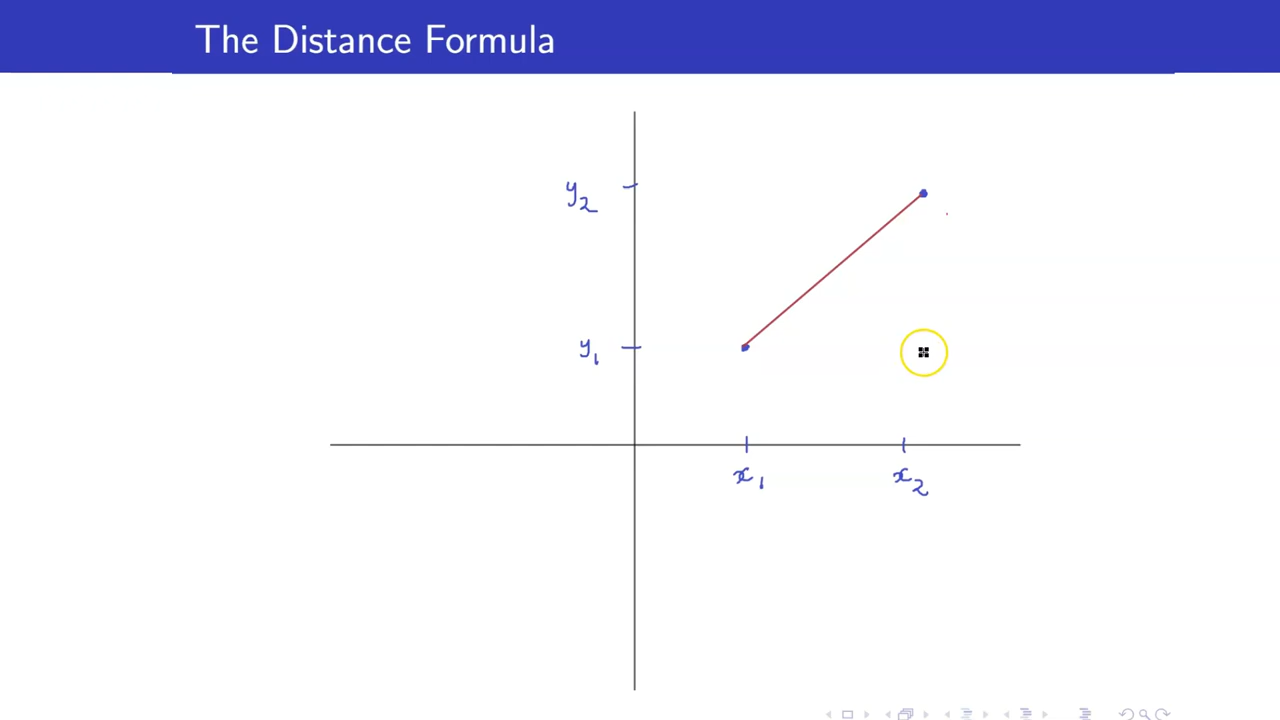 The Distance Formula
y₂
y₁
x₁
x₂